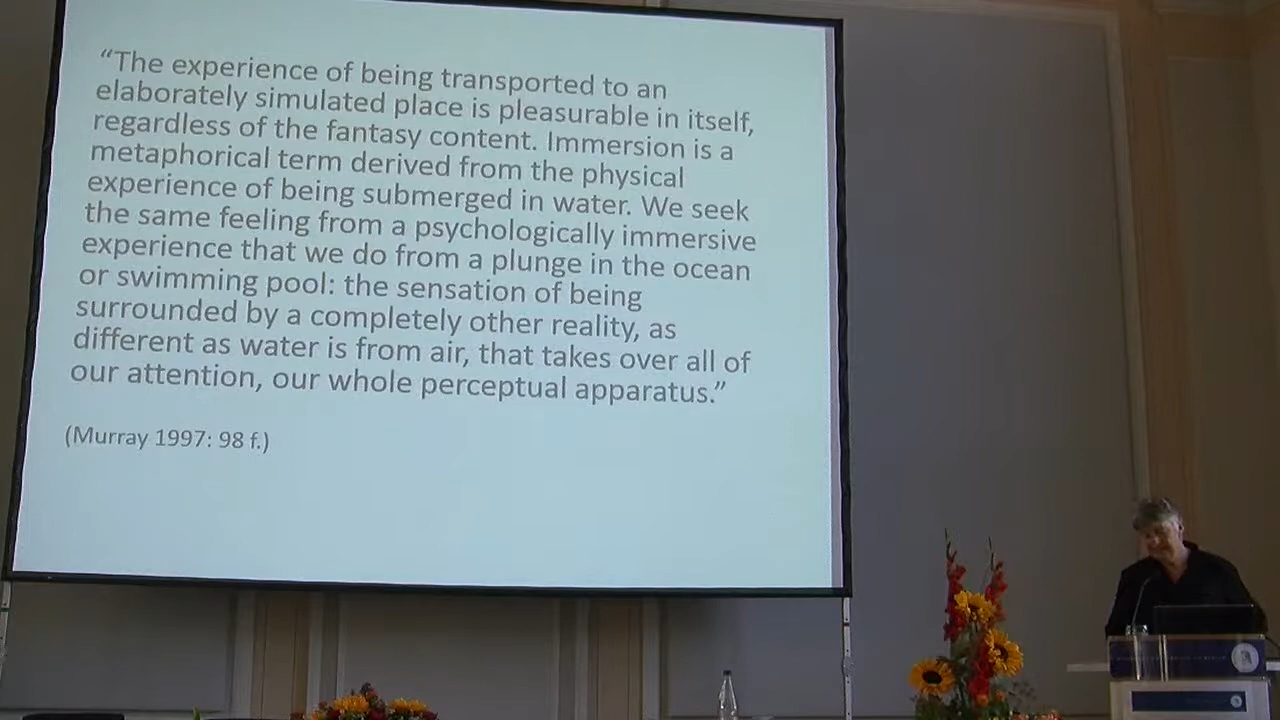 “The experience of being transported to an
elaborately simulated place is pleasurable in itself,
regardless of the fantasy content. Immersion is a
metaphorical term derived from the physical
experience of being submerged in water. We seek
the same feeling from a psychologically immersive
experience that we do from a plunge in the ocean
or swimming pool: the sensation of being
surrounded by a completely other reality, as
different as water is from air, that takes over all of
our attention, our whole perceptual apparatus.”
(Murray 1997: 98 f.)